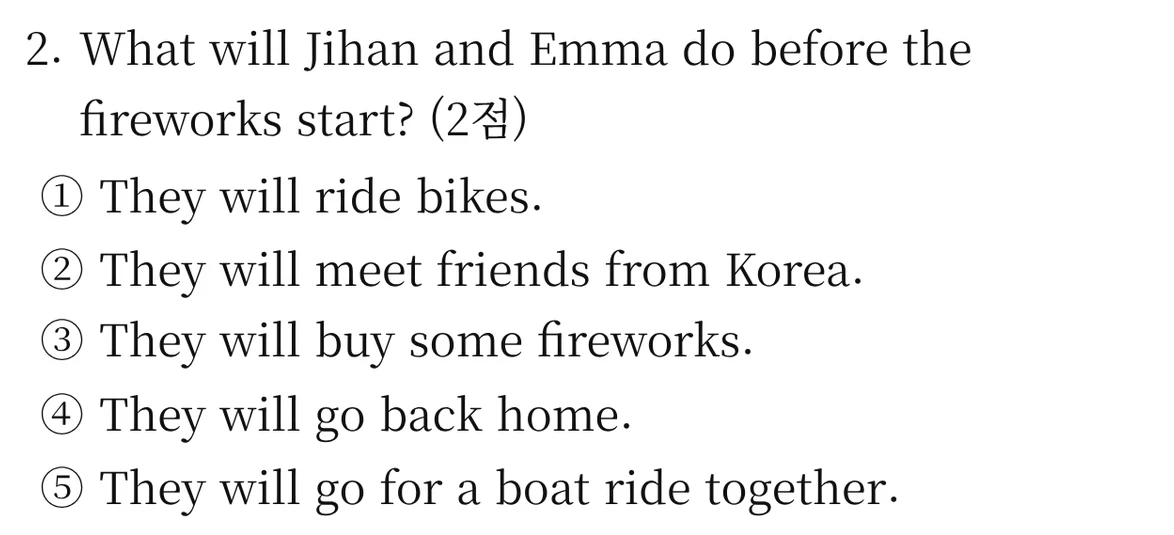 2. What will Jihan and Emma do before the
fireworks start? (2점)
① They will ride bikes.
② They will meet friends from Korea.
③ They will buy some fireworks.
④ They will go back home.
⑤ They will go for a boat ride together.